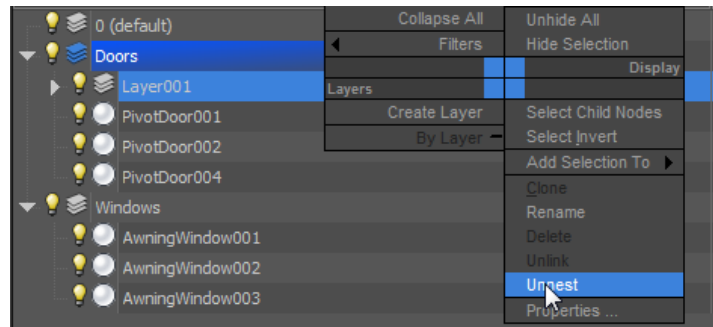 0 (default)
Doors
Layer001
PivotDoor001
PivotDoor002
PivotDoor004
Windows
AwningWindow001
AwningWindow002
AwningWindow003
Collapse All
Filters
Layers
Create Layer
By Layer
Unhide All
Hide Selection
Display
Select Child Nodes
Select Invert
Add Selection To
Clone
Rename
Delete
Unlink
Unnest
Properties ...